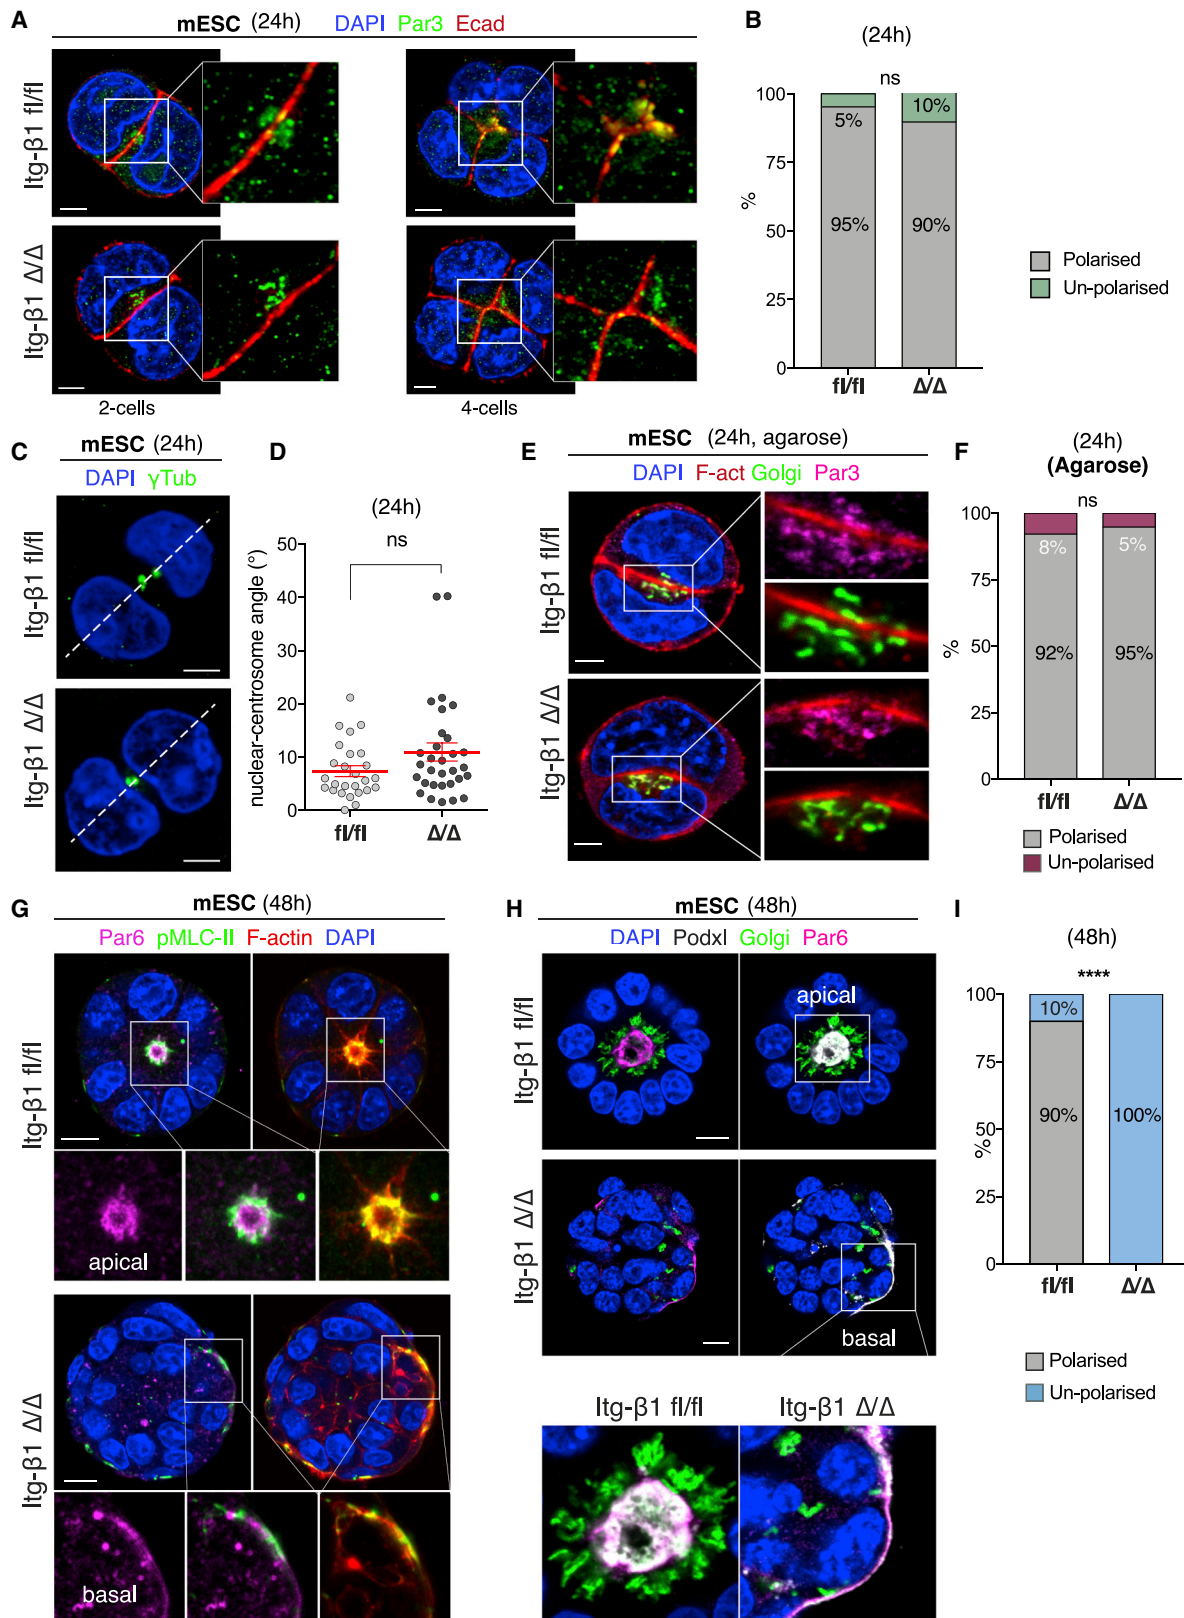 A
mESC (24h) DAPI Par3 Ecad
Itg-β1 fl/fl
Itg-β1 Δ/Δ
2-cells
4-cells
B
(24h)
ns
%
100
75
50
25
0
5%
95%
10%
90%
fl/fl
Δ/Δ
Polarised
Un-polarised
C
mESC (24h)
DAPI γTub
Itg-β1 fl/fl
Itg-β1 Δ/Δ
D
(24h)
ns
nuclear-centrosome angle (°)
50
40
30
20
10
0
fl/fl
Δ/Δ
E
mESC (24h, agarose)
DAPI F-act Golgi Par3
Itg-β1 fl/fl
Itg-β1 Δ/Δ
F
(24h)
(Agarose)
ns
%
100
75
50
25
0
8%
92%
5%
95%
fl/fl
Δ/Δ
Polarised
Un-polarised
G
mESC (48h)
Par6 pMLC-II F-actin DAPI
Itg-β1 fl/fl
apical
Itg-β1 Δ/Δ
basal
H
mESC (48h)
DAPI Podxl Golgi Par6
Itg-β1 fl/fl
apical
Itg-β1 Δ/Δ
basal
Itg-β1 fl/fl
Itg-β1 Δ/Δ
I
(48h)
****
%
100
75
50
25
0
10%
90%
100%
fl/fl
Δ/Δ
Polarised
Un-polarised